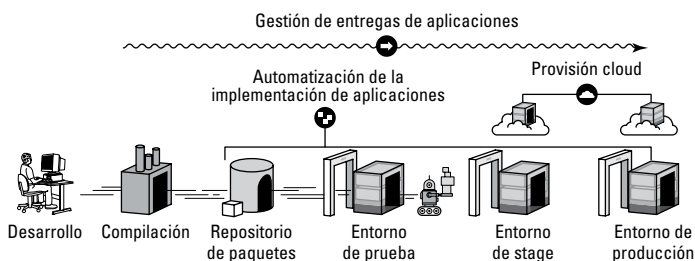 Gestión de entregas de aplicaciones
Automatización de la
implementación de aplicaciones
Provisión cloud
Desarrollo
Compilación
Repositorio
de paquetes
Entorno
de prueba
Entorno
de stage
Entorno de
producción